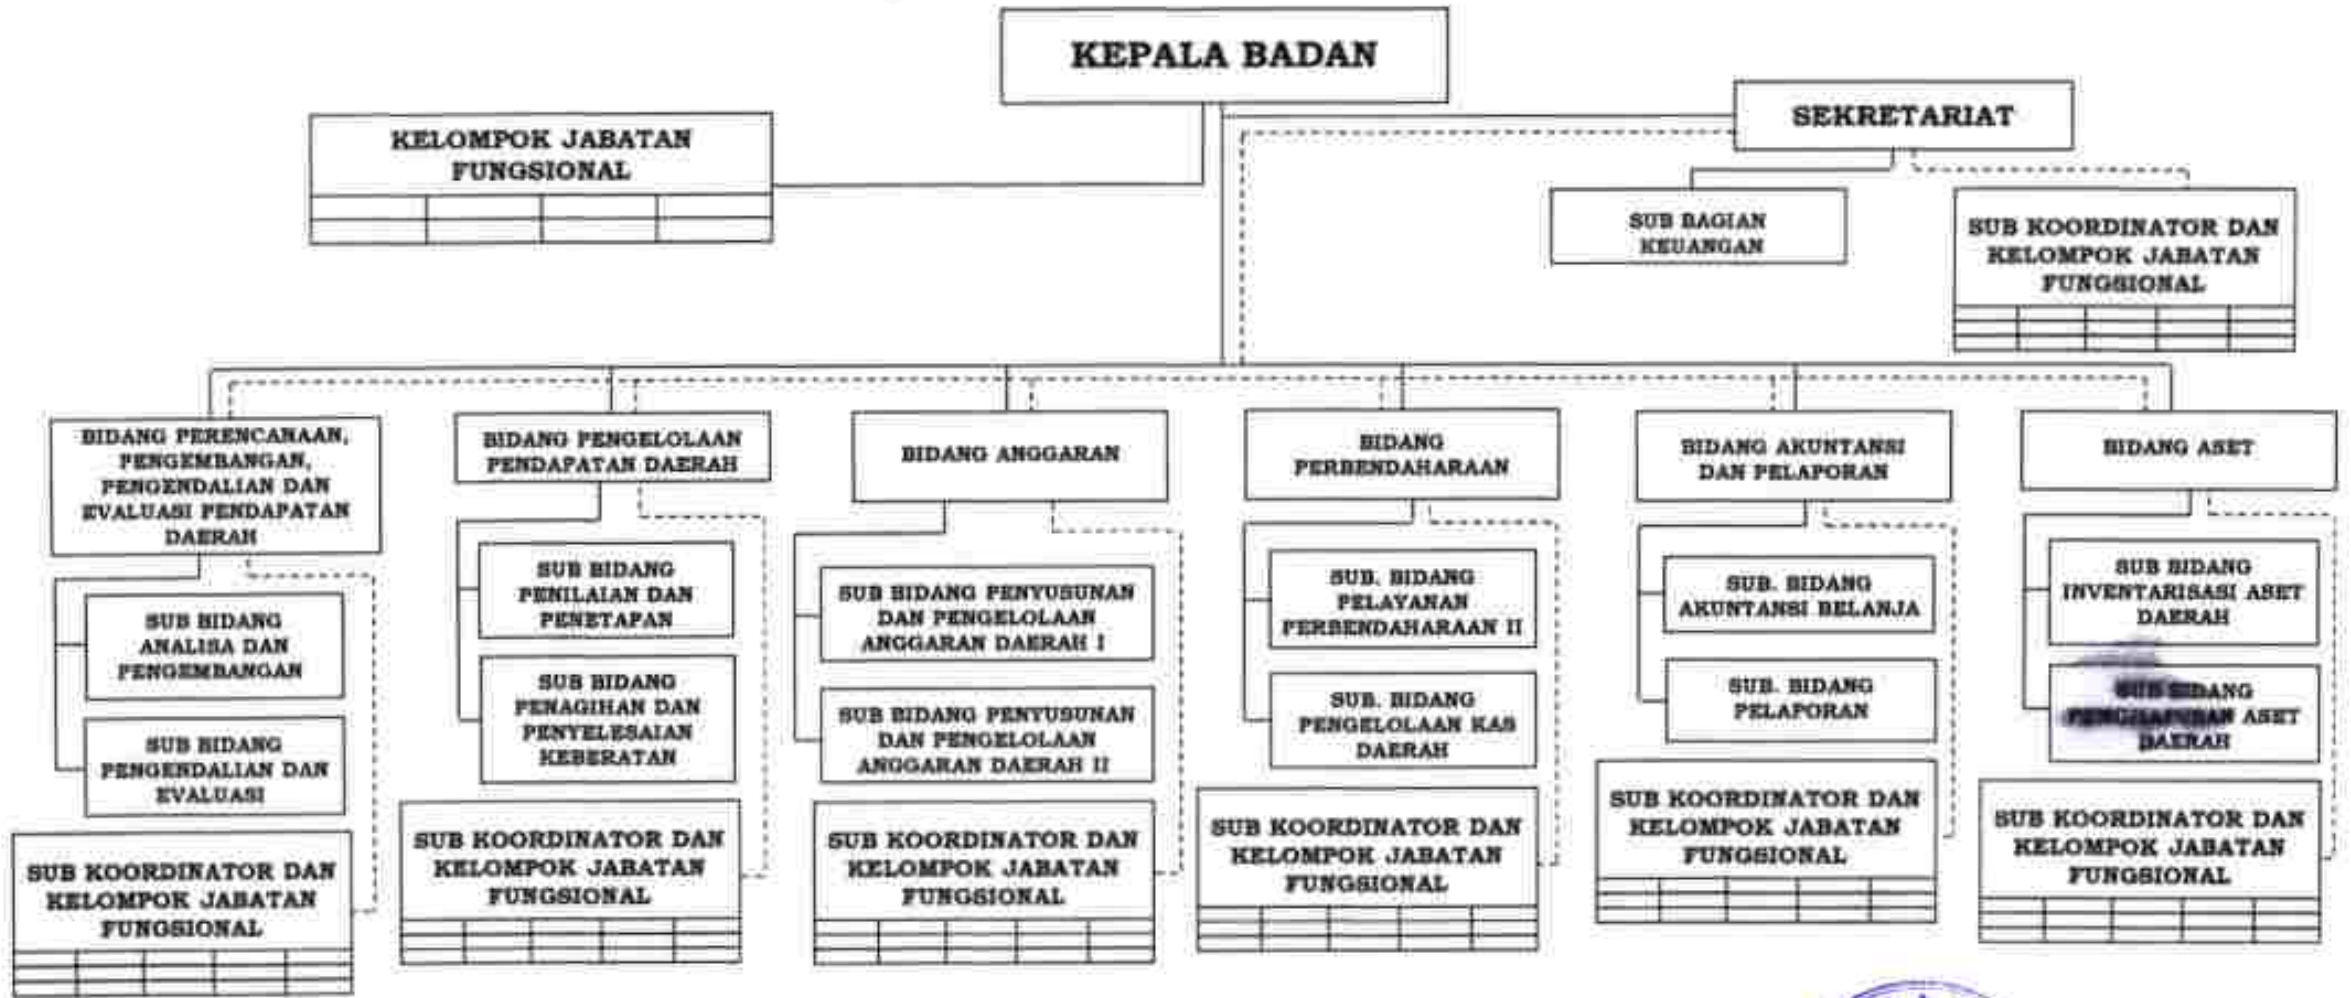 KEPALA BADAN
SEKRETARIAT
KELOMPOK JABATAN
FUNGSIONAL
SUB BAGIAN
KEUANGAN
SUB KOORDINATOR DAN
KELOMPOK JABATAN
FUNGSIONAL
BIDANG PERENCANAAN,
PENGEMBANGAN,
PENGENDALIAN DAN
EVALUASI PENDAPATAN
DAERAH
SUB BIDANG
ANALISA DAN
PENGEMBANGAN
SUB BIDANG
PENGENDALIAN DAN
EVALUASI
SUB KOORDINATOR DAN
KELOMPOK JABATAN
FUNGSIONAL
BIDANG PENGELOLAAN
PENDAPATAN DAERAH
SUB BIDANG
PENILAIAN DAN
PENETAPAN
SUB BIDANG
PENAGIHAN DAN
PENYELESAIAN
KEBERATAN
SUB KOORDINATOR DAN
KELOMPOK JABATAN
FUNGSIONAL
BIDANG ANGGARAN
SUB BIDANG PENYUSUNAN
DAN PENGELOLAAN
ANGGARAN DAERAH I
SUB BIDANG PENYUSUNAN
DAN PENGELOLAAN
ANGGARAN DAERAH II
SUB KOORDINATOR DAN
KELOMPOK JABATAN
FUNGSIONAL
BIDANG
PERBENDAHARAAN
SUB. BIDANG
PELAYANAN
PERBENDAHARAAN II
SUB. BIDANG
PENGELOLAAN KAS
DAERAH
SUB KOORDINATOR DAN
KELOMPOK JABATAN
FUNGSIONAL
BIDANG AKUNTANSI
DAN PELAPORAN
SUB. BIDANG
AKUNTANSI BELANJA
SUB. BIDANG
PELAPORAN
SUB KOORDINATOR DAN
KELOMPOK JABATAN
FUNGSIONAL
BIDANG ASET
SUB BIDANG
INVENTARISASI ASET
DAERAH
SUB BIDANG
PENGHAPUSAN ASET
DAERAH
SUB KOORDINATOR DAN
KELOMPOK JABATAN
FUNGSIONAL